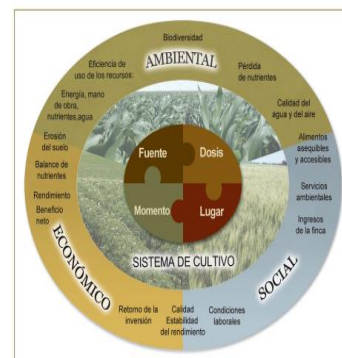 Biodiversidad
AMBIENTAL
Eficiencia de
uso de los recursos:
Energía, mano
de obra,
nutrientes,agua
Pérdida
de nutrientes
Calidad del
agua y del aire
Erosión
del suelo
Balance de
nutrientes
Rendimiento
Beneficio
neto
ECONÓMICO
Retorno de la
inversión
Calidad
Estabilidad
del rendimiento
Condiciones
laborales
SOCIAL
Alimentos
asequibles
y accesibles
Servicios
ambientales
Ingresos
de la finca
Fuente
Dosis
Momento
Lugar
SISTEMA DE CULTIVO